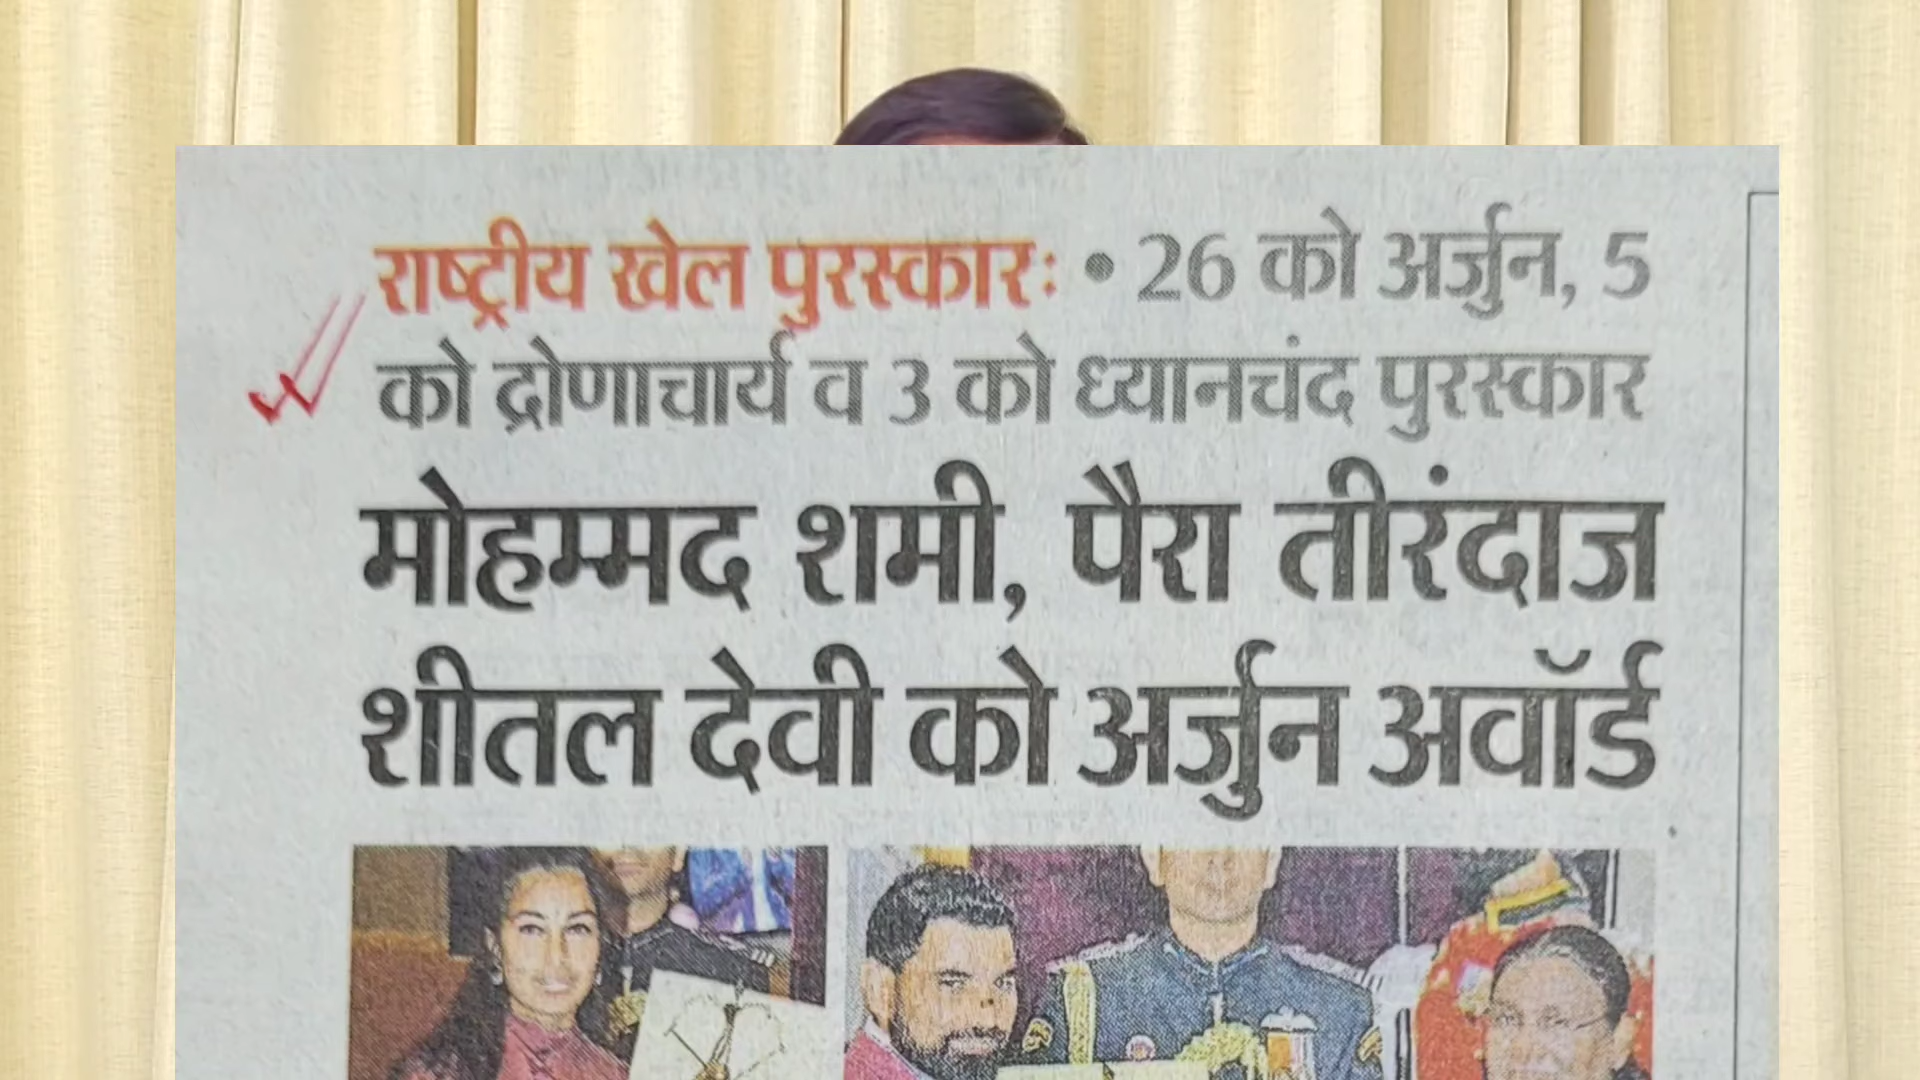 राष्ट्रीय खेल पुरस्कारः • 26 को अर्जुन, 5
को द्रोणाचार्य व 3 को ध्यानचंद पुरस्कार
मोहम्मद शमी, पैरा तीरंदाज
शीतल देवी को अर्जुन अवॉर्ड